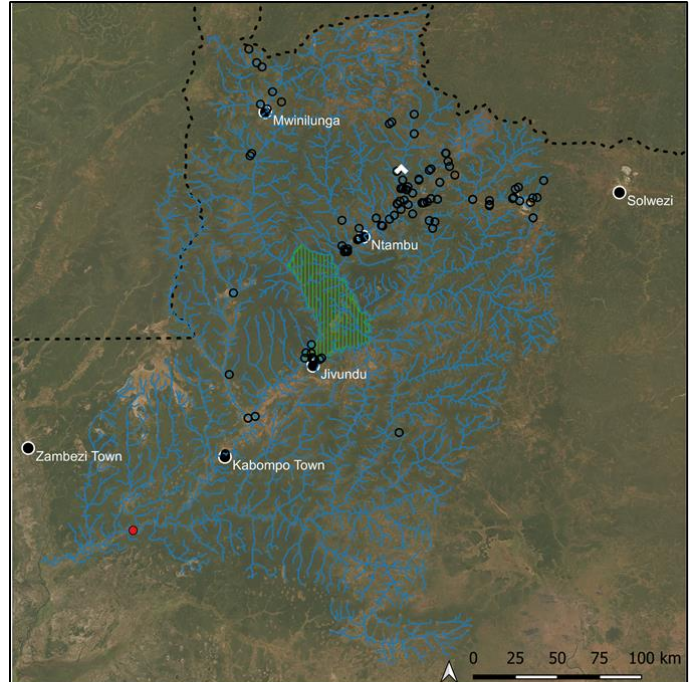 Mwinilunga
Solwezi
Ntambu
Jivundu
Zambezi Town
Kabompo Town
0 25 50 75 100 km